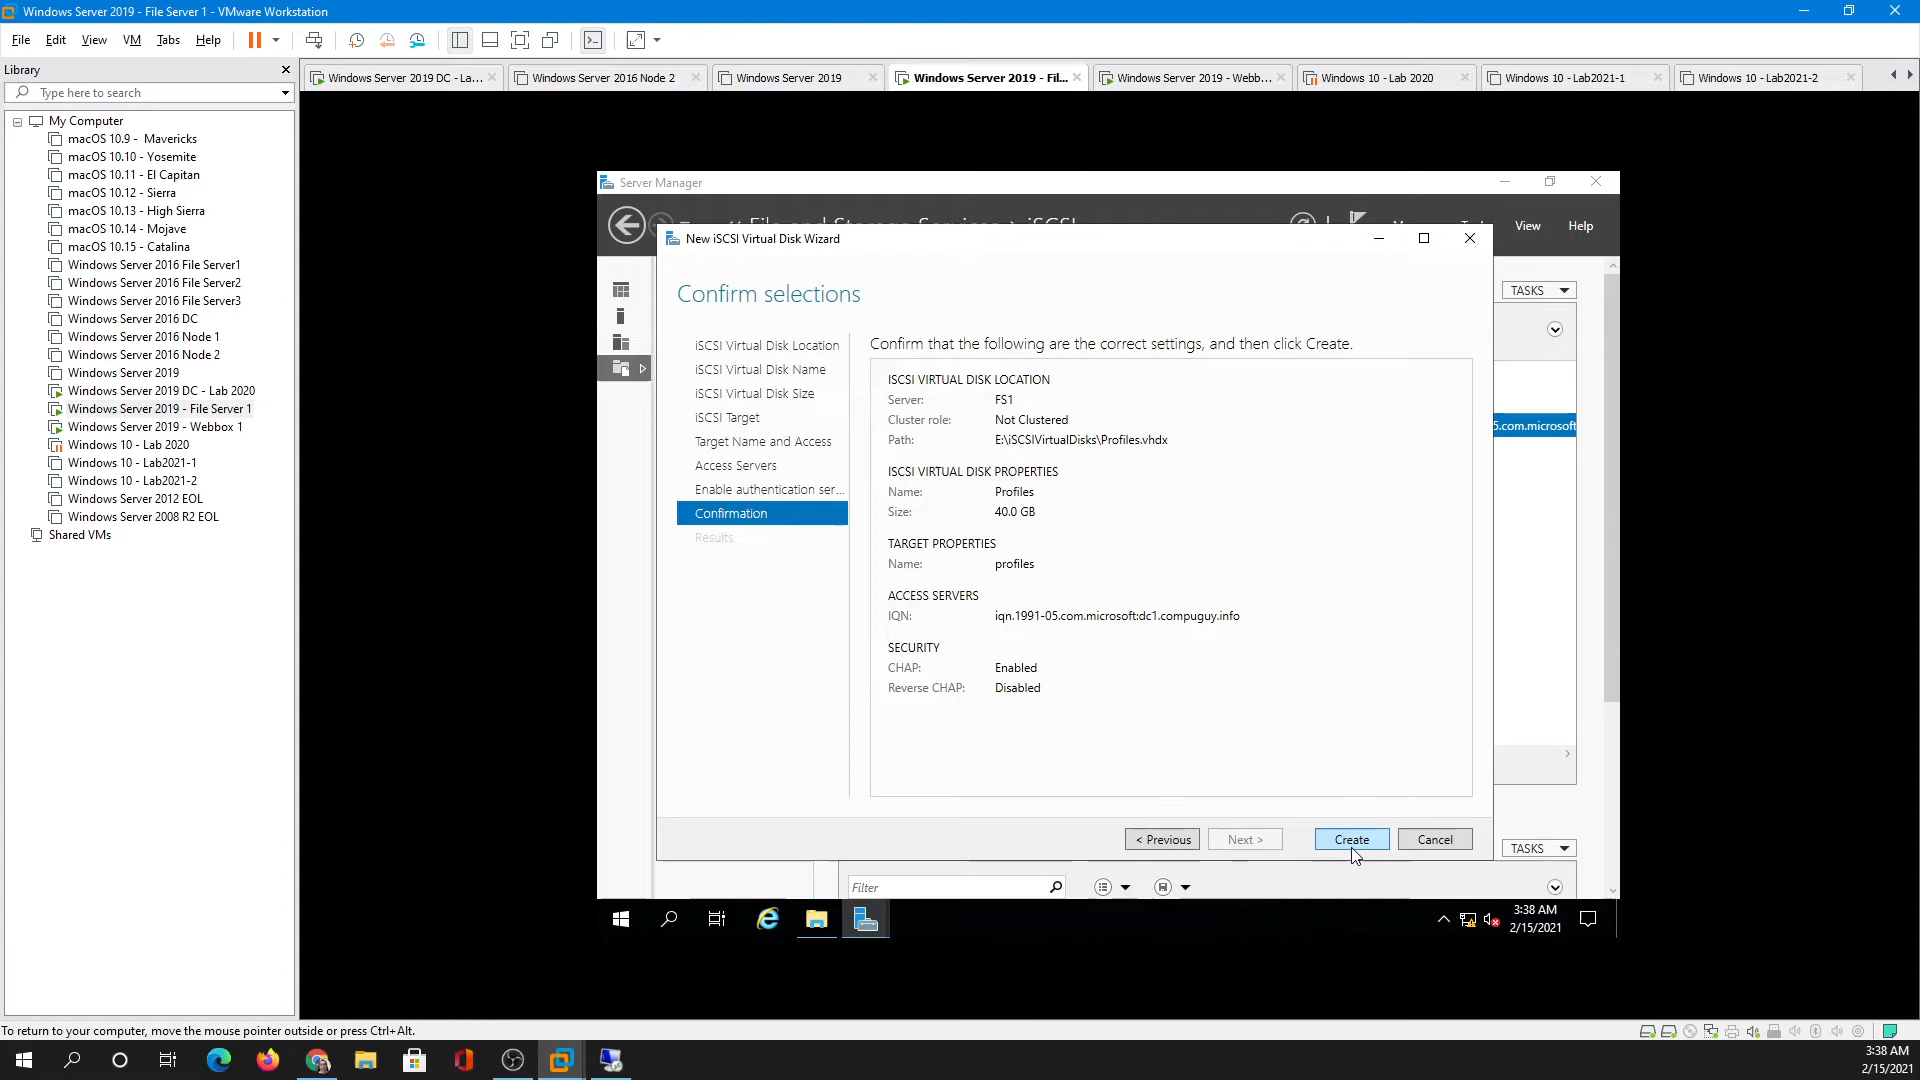 Windows Server 2019 - File Server 1 - VMware Workstation
File Edit View VM Tabs Help
Library
Type here to search
Windows Server 2019 DC - La...
Windows Server 2016 Node 2
Windows Server 2019
Windows Server 2019 - Fil...
Windows Server 2019 - Webb...
Windows 10 - Lab 2020
Windows 10 - Lab2021-1
Windows 10 - Lab2021-2
My Computer
macOS 10.9 - Mavericks
macOS 10.10 - Yosemite
macOS 10.11 - El Capitan
macOS 10.12 - Sierra
macOS 10.13 - High Sierra
macOS 10.14 - Mojave
macOS 10.15 - Catalina
Windows Server 2016 File Server1
Windows Server 2016 File Server2
Windows Server 2016 File Server3
Windows Server 2016 DC
Windows Server 2016 Node 1
Windows Server 2016 Node 2
Windows Server 2019
Windows Server 2019 DC - Lab 2020
Windows Server 2019 - File Server 1
Windows Server 2019 - Webbox 1
Windows 10 - Lab 2020
Windows 10 - Lab2021-1
Windows 10 - Lab2021-2
Windows Server 2012 EOL
Windows Server 2008 R2 EOL
Shared VMs
Server Manager
File and Storage Services iSCSI
View Help
TASKS
5.com.microsoft
New iSCSI Virtual Disk Wizard
Confirm selections
iSCSI Virtual Disk Location
iSCSI Virtual Disk Name
iSCSI Virtual Disk Size
iSCSI Target
Target Name and Access
Access Servers
Enable authentication ser...
Confirmation
Results
Confirm that the following are the correct settings, and then click Create.
ISCSI VIRTUAL DISK LOCATION
Server: FS1
Cluster role: Not Clustered
Path: E:\iSCSIVirtualDisks\Profiles.vhdx
ISCSI VIRTUAL DISK PROPERTIES
Name: Profiles
Size: 40.0 GB
TARGET PROPERTIES
Name: profiles
ACCESS SERVERS
IQN: iqn.1991-05.com.microsoft:dc1.compuguy.info
SECURITY
CHAP: Enabled
Reverse CHAP: Disabled
< Previous Next > Create Cancel
TASKS
Filter
3:38 AM
2/15/2021
To return to your computer, move the mouse pointer outside or press Ctrl+Alt.
3:38 AM
2/15/2021